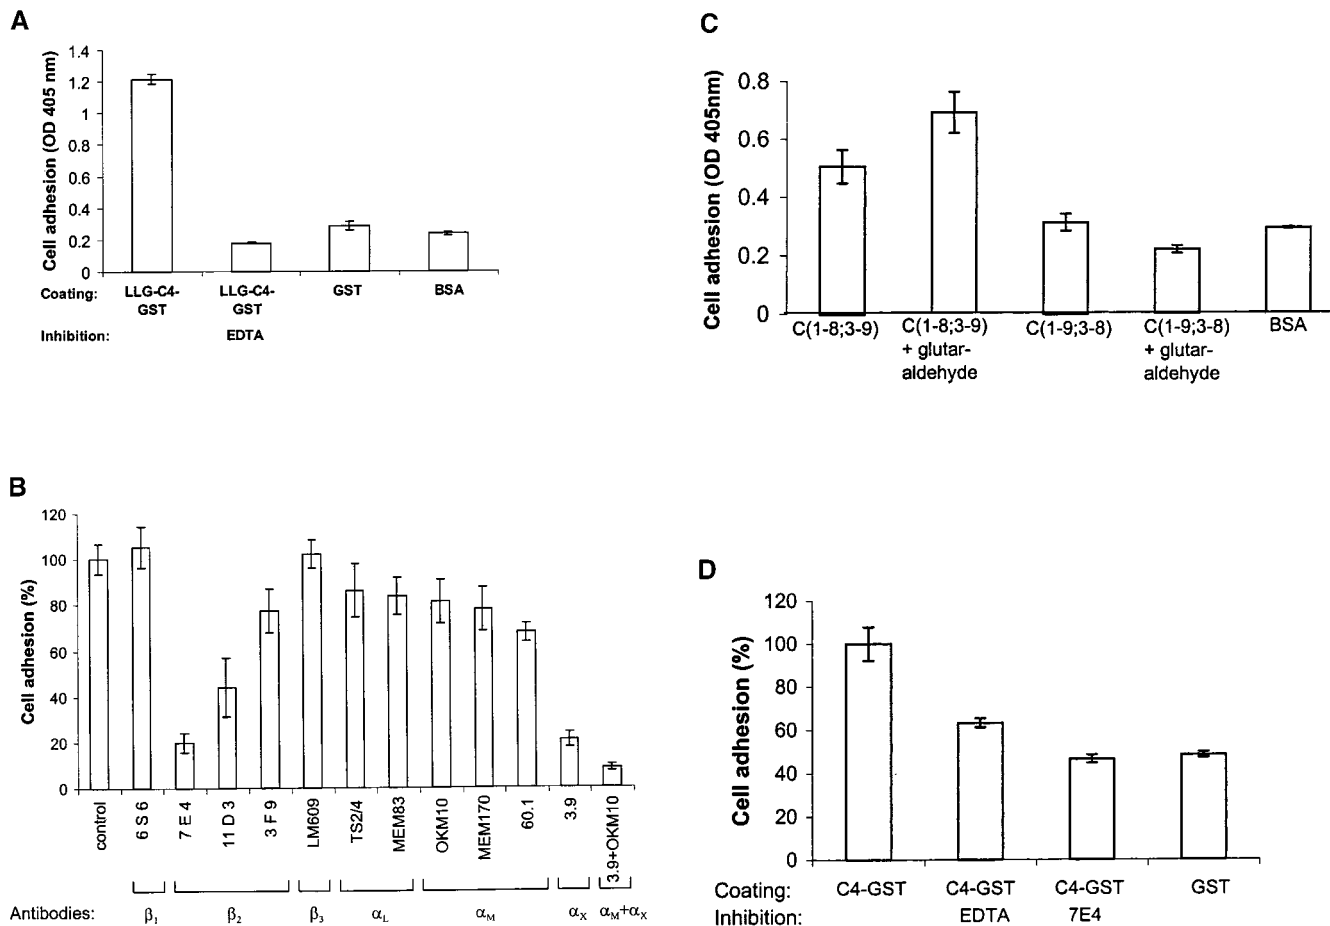 A
Cell adhesion (OD 405 nm)
1.4
1.2
1
0.8
0.6
0.4
0.2
0
Coating: LLG-C4-GST LLG-C4-GST GST BSA
Inhibition: EDTA
C
Cell adhesion (OD 405nm)
0.8
0.6
0.4
0.2
0
C(1-8;3-9) C(1-8;3-9) C(1-9;3-8) C(1-9;3-8) BSA
+ glutar- + glutar-
aldehyde aldehyde
B
Cell adhesion (%)
120
100
80
60
40
20
0
control
6 S 6
7 E 4
11 D 3
3 F 9
LM609
TS2/4
MEM83
OKM10
MEM170
60.1
3.9
3.9+OKM10
Antibodies: β1 β2 β3 αL αM αX αM+αX
D
Cell adhesion (%)
120
100
80
60
40
20
0
Coating: C4-GST C4-GST C4-GST GST
Inhibition: EDTA 7E4